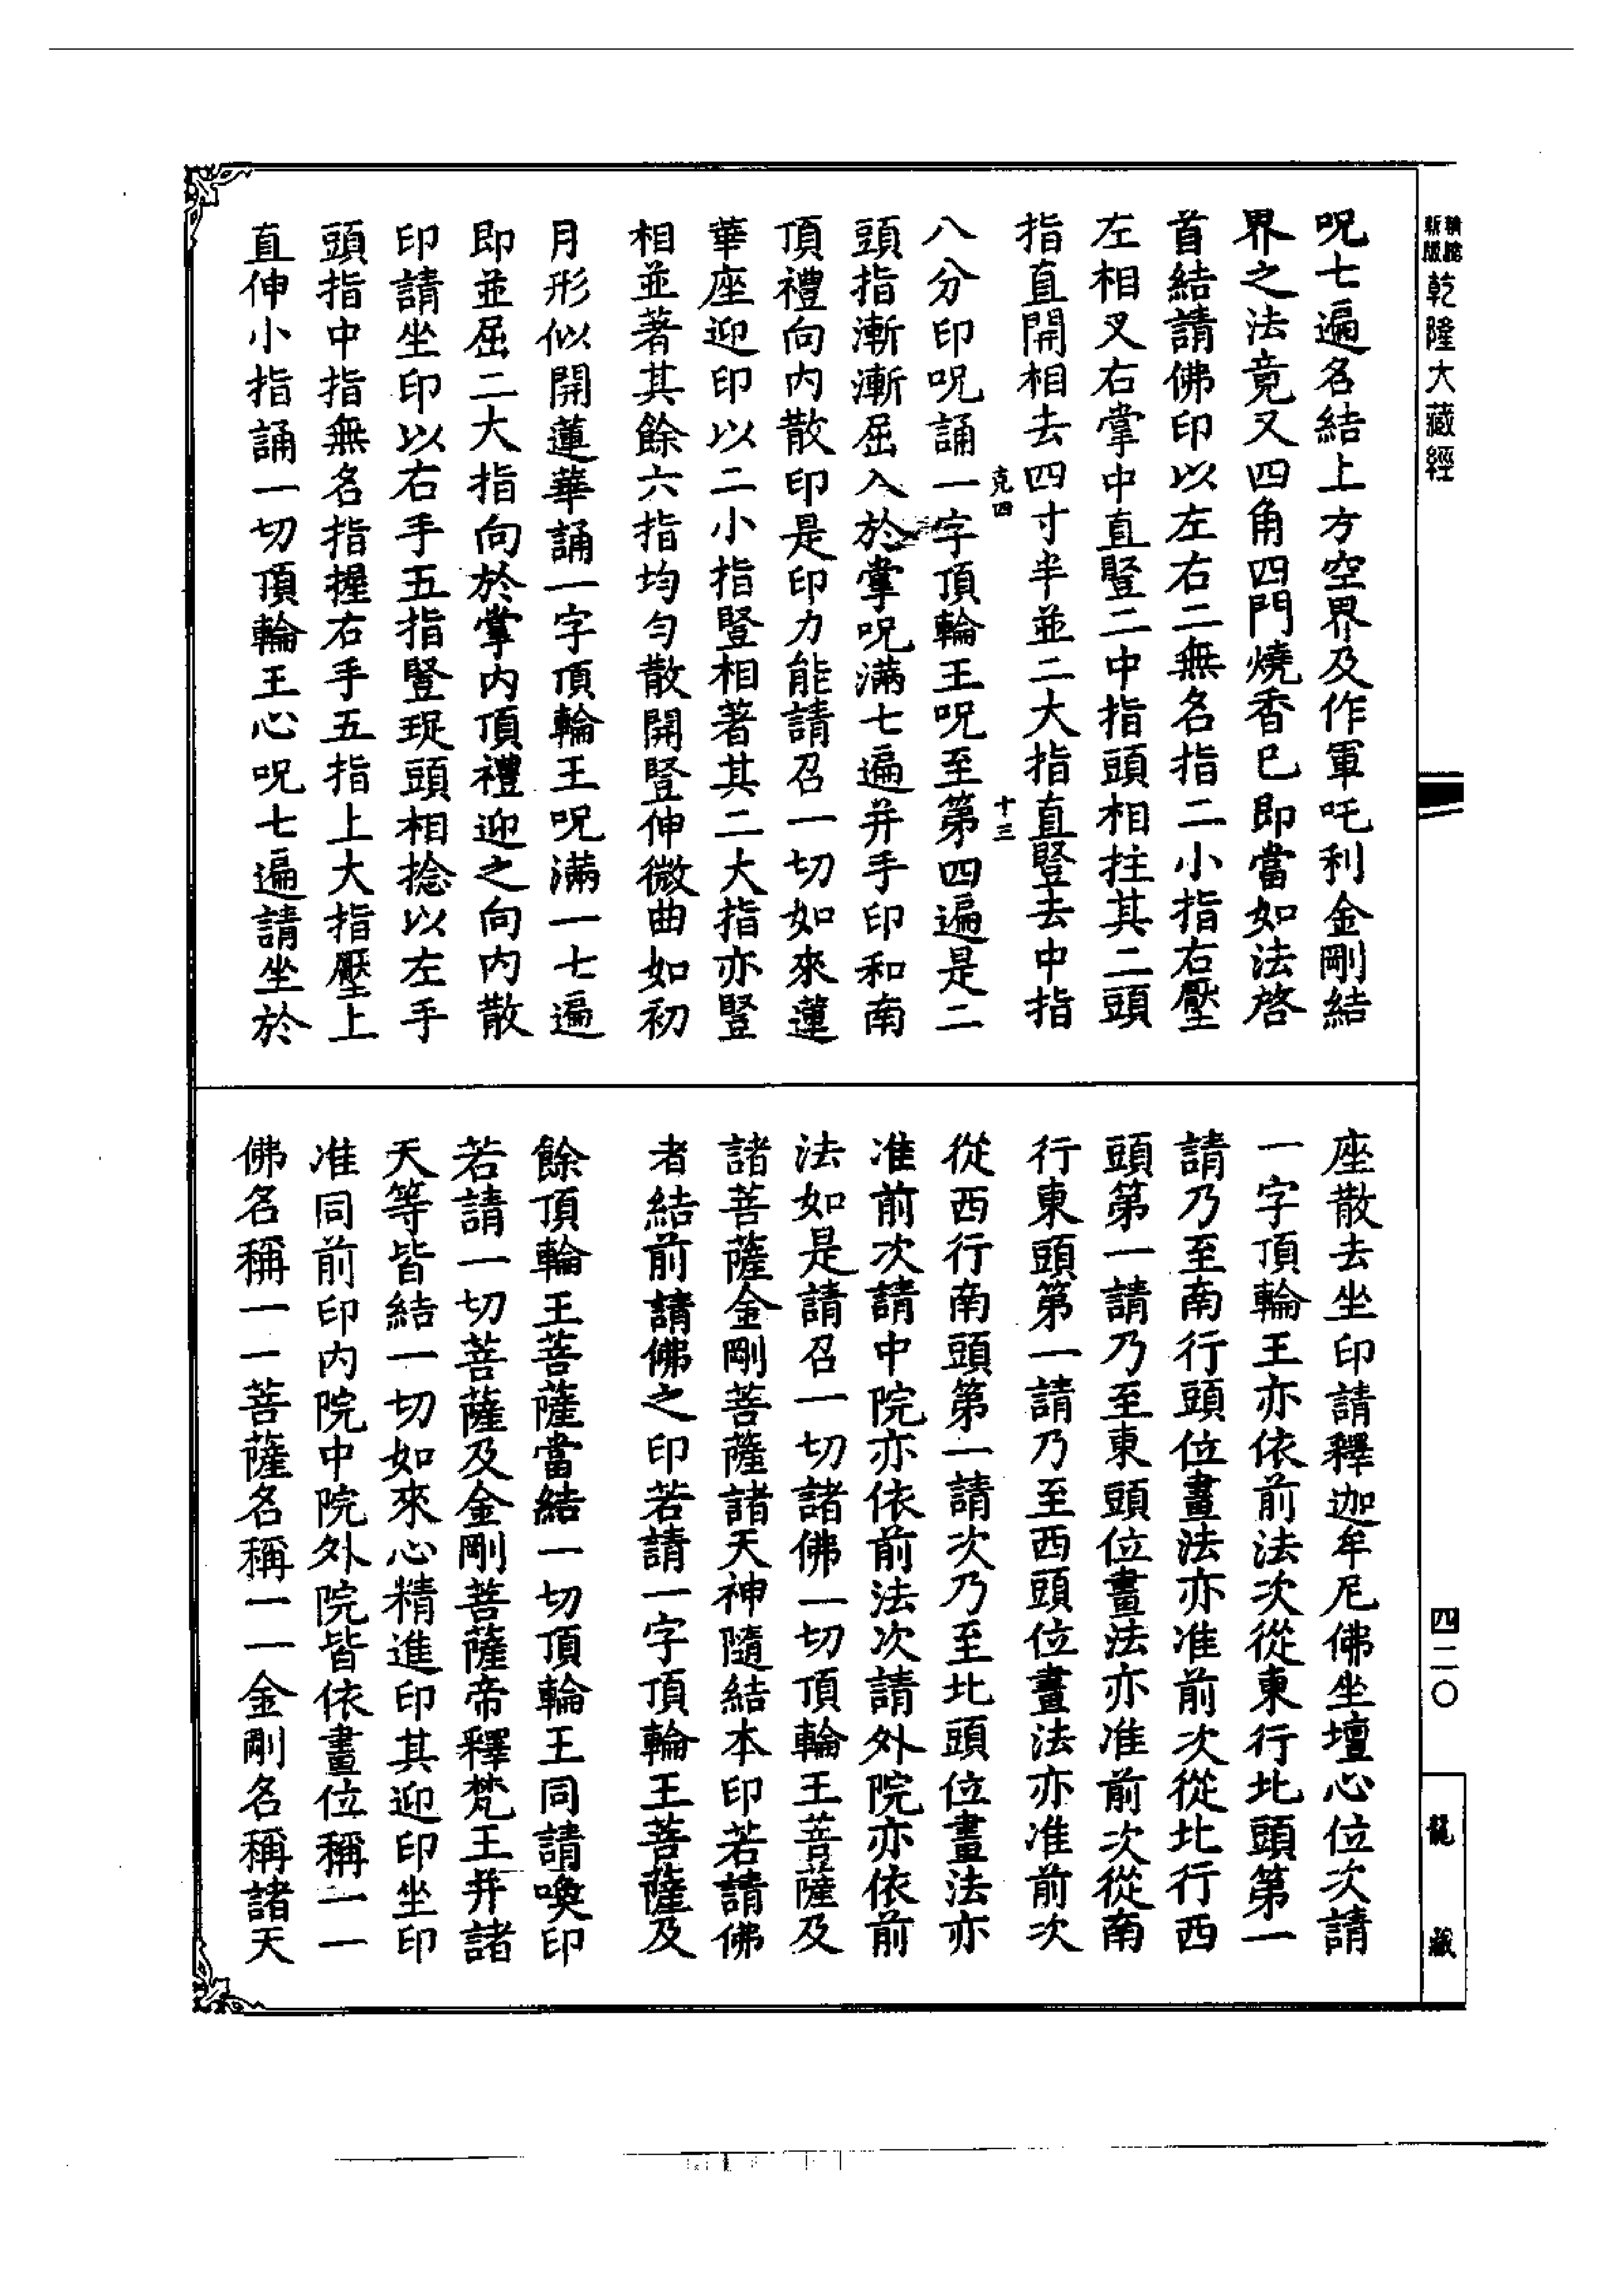 新版
精縮
乾隆大藏經
呪七遍名結上方空界及作軍吒利金剛結
界之法竟又四角四門燒香已即當如法啓
首結請佛印以左右二無名指二小指右壓
左相叉右掌中直豎二中指頭相拄其二頭
指直開相去四寸半並二大指直豎去中指
克四
十三
八分印呪誦一字頂輪王呪至第四遍是二
頭指漸漸屈入於掌呪滿七遍并手印和南
頂禮向內散印是印力能請召一切如來蓮
華座迎印以二小指豎相著其二大指亦豎
相並著其餘六指均勻散開豎伸微曲如初
月形似開蓮華誦一字頂輪王呪滿一七遍
即並屈二大指向於掌內頂禮迎之向內散
印請坐印以右手五指豎捉頭相捻以左手
頭指中指無名指握右手五指上大指壓上
直伸小指誦一切頂輪王心呪七遍請坐於
座散去坐印請釋迦牟尼佛坐壇心位次請
一字頂輪王亦依前法次從東行北頭第一
請乃至南行頭位畫法亦准前次從北行西
頭第一請乃至東頭位畫法亦准前次從南
行東頭第一請乃至西頭位畫法亦准前次
從西行南頭第一請次乃至北頭位畫法亦
准前次請中院亦依前法次請外院亦依前
法如是請召一切諸佛一切頂輪王菩薩及
諸菩薩金剛菩薩諸天神隨結本印若請佛
者結前請佛之印若請一字頂輪王菩薩及
餘頂輪王菩薩當結一切頂輪王同請喚印
若請一切菩薩及金剛菩薩帝釋梵王并諸
天等皆結一切如來心精進印其迎印坐印
准同前印內院中院外院皆依畫位稱一一
佛名稱一一菩薩名稱一一金剛名稱諸天
四二〇
龍藏